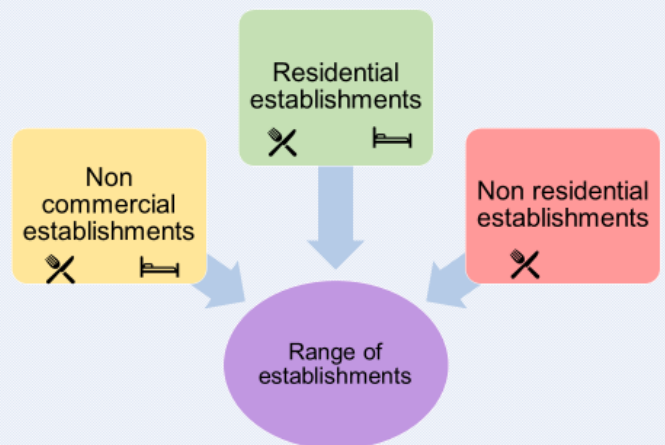 Residential
establishments
Non
commercial
establishments
Non residential
establishments
Range of
establishments